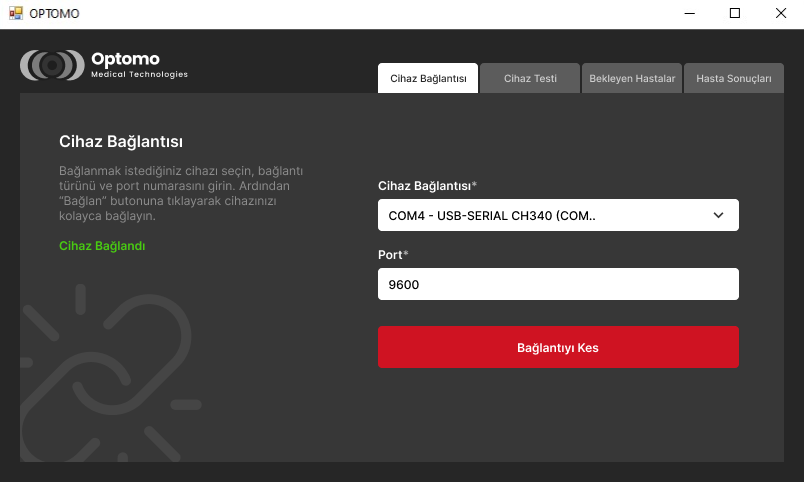 OPTOMO
Optomo
Medical Technologies
Cihaz Bağlantısı
Cihaz Testi
Bekleyen Hastalar
Hasta Sonuçları
Cihaz Bağlantısı
Bağlanmak istediğiniz cihazı seçin, bağlantı
türünü ve port numarasını girin. Ardından
“Bağlan” butonuna tıklayarak cihazınızı
kolayca bağlayın.
Cihaz Bağlandı
Cihaz Bağlantısı*
COM4 - USB-SERIAL CH340 (COM..
Port*
9600
Bağlantıyı Kes